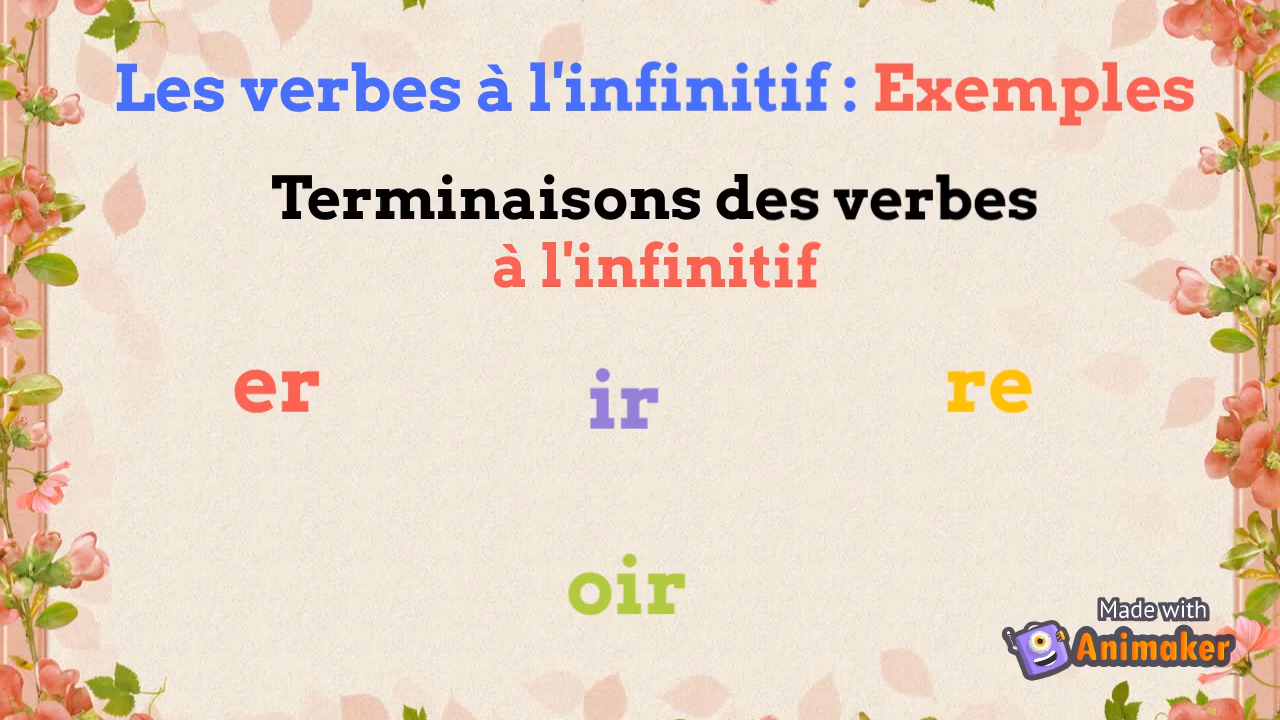 Les verbes à l'infinitif : Exemples
Terminaisons des verbes
à l'infinitif
er
ir
re
oir
Made with
Animaker